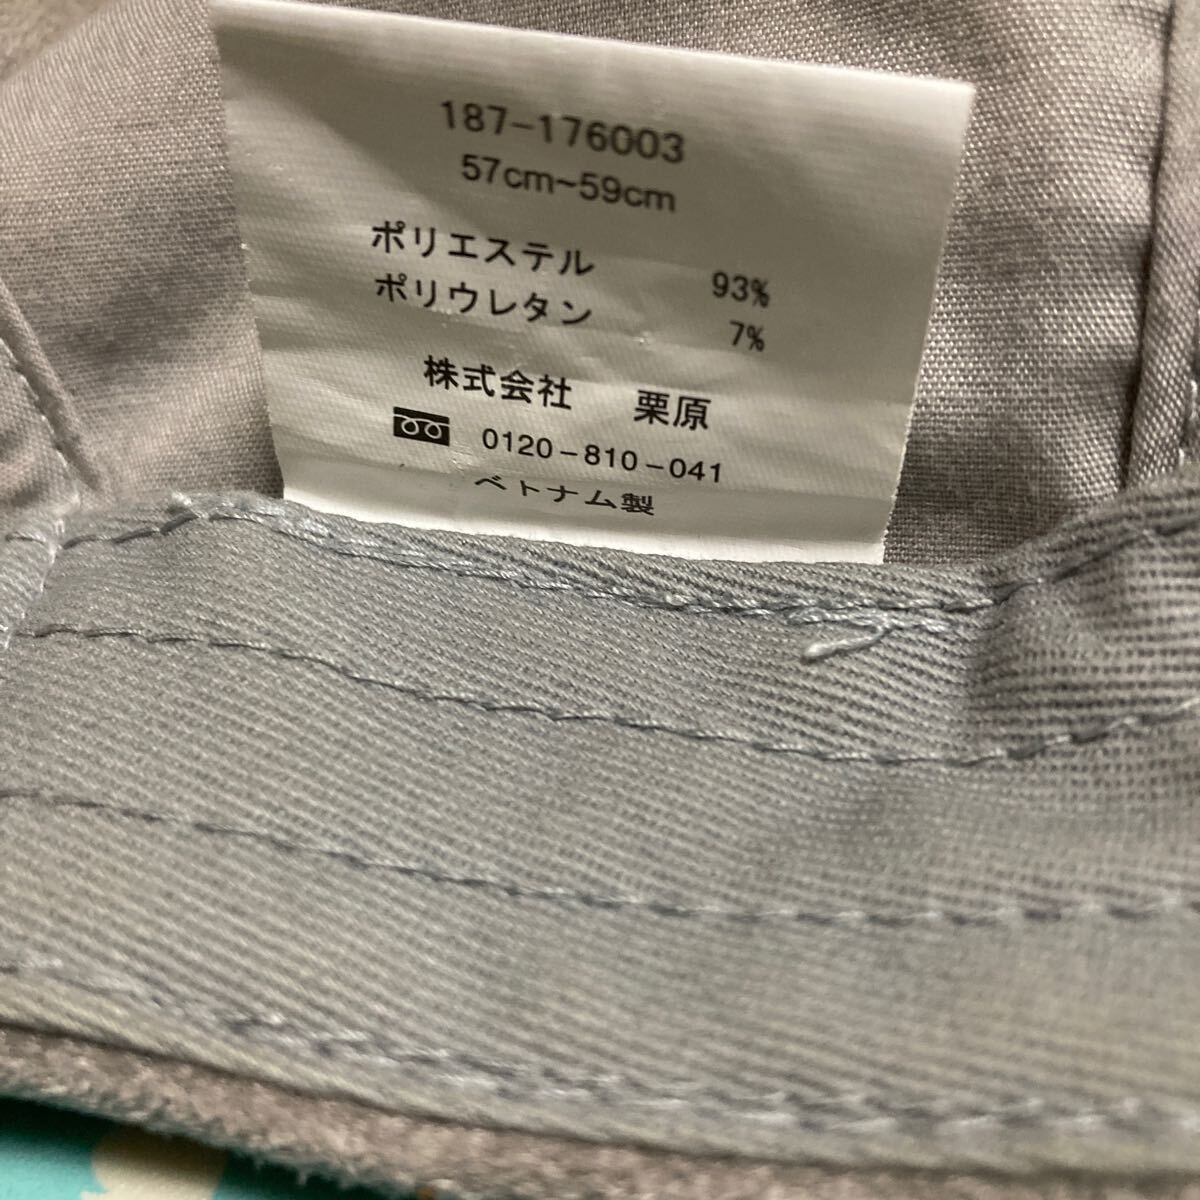 187-176003
57cm~59cm
ポリエステル 93%
ポリウレタン 7%
株式会社 栗原
0120-810-041
ベトナム製